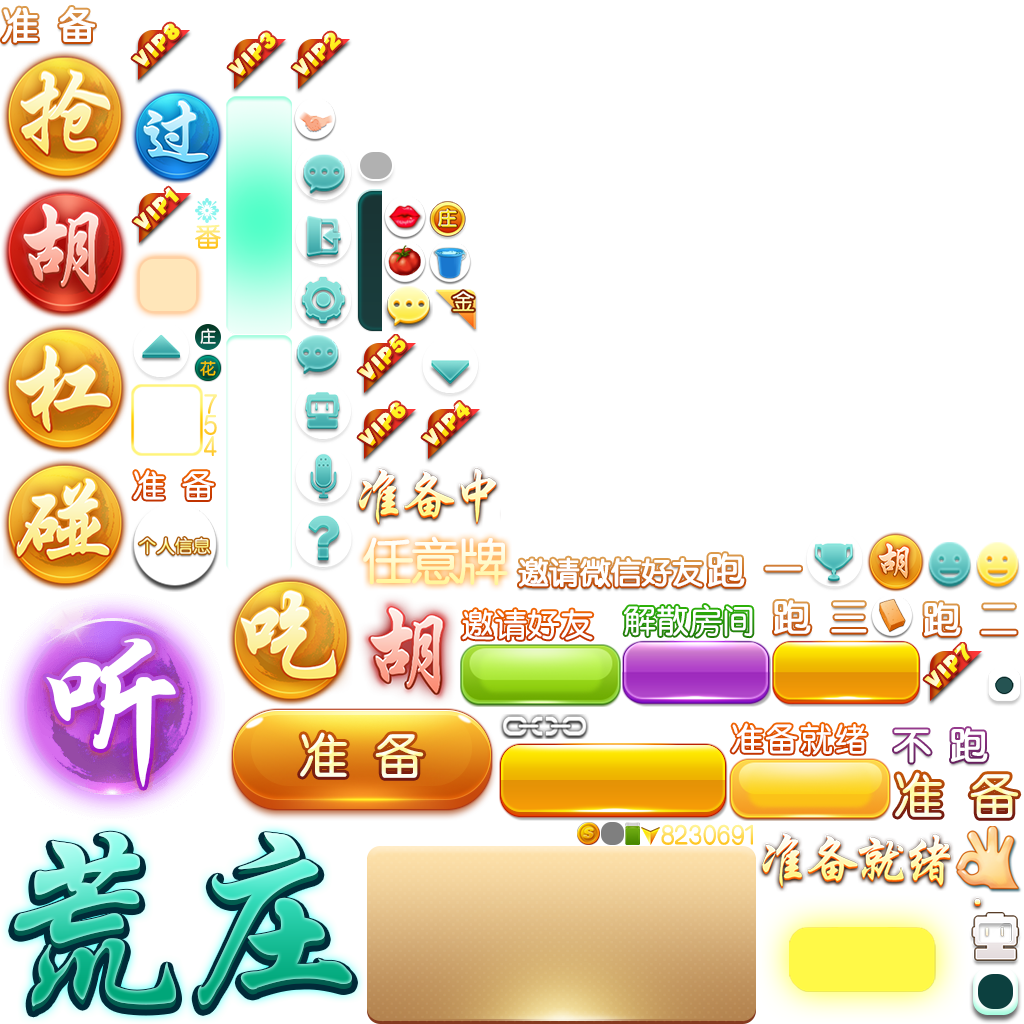 准 备
VIP8
VIP3
VIP2
抢
过
胡
VIP1
番
庄
金
杠
庄
花
VIP5
754
VIP6
VIP4
碰
准 备
个人信息
准备中
任意牌
邀请微信好友
跑 一
胡
听
吃
胡
邀请好友
解散房间
跑 三
跑 二
VIP7
准 备
准备就绪
不 跑
准 备
8230691
准备就绪
荒庄